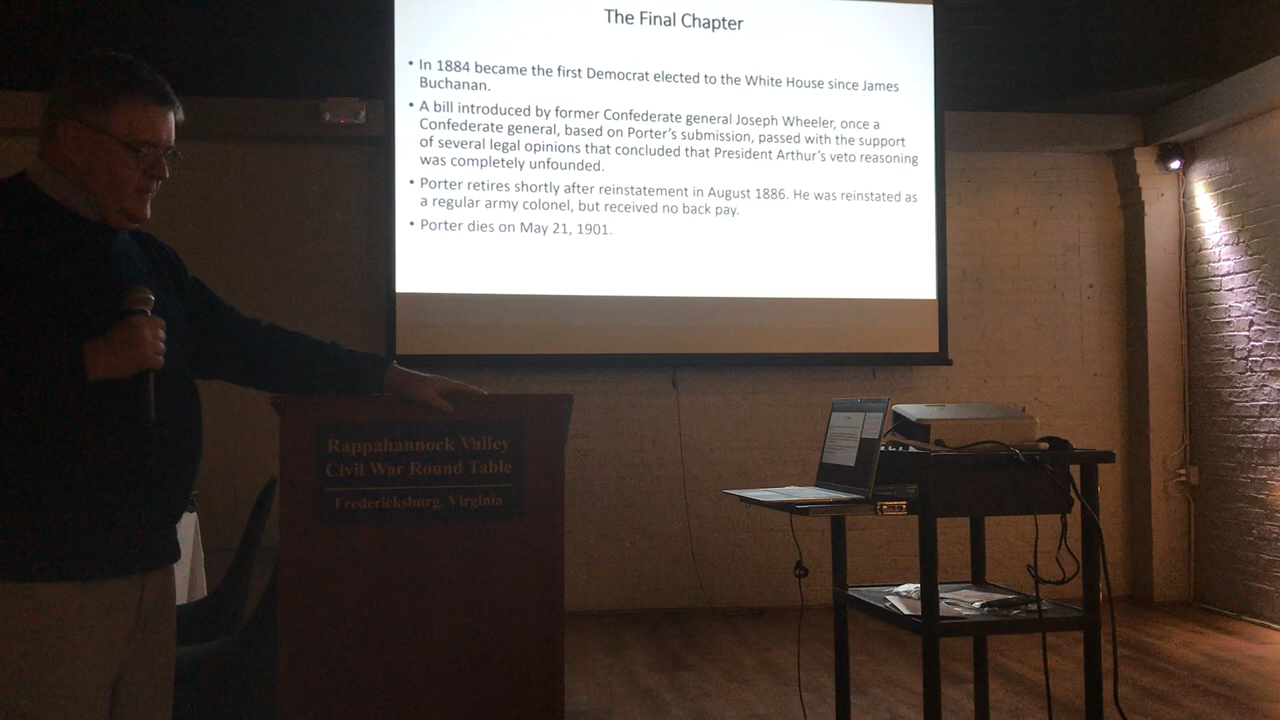 The Final Chapter
• In 1884 became the first Democrat elected to the White House since James
Buchanan.
• A bill introduced by former Confederate general Joseph Wheeler, once a
Confederate general, based on Porter's submission, passed with the support
of several legal opinions that concluded that President Arthur's veto reasoning
was completely unfounded.
• Porter retires shortly after reinstatement in August 1886. He was reinstated as
a regular army colonel, but received no back pay.
• Porter dies on May 21, 1901.
Rappahannock Valley
Civil War Round Table
Fredericksburg, Virginia